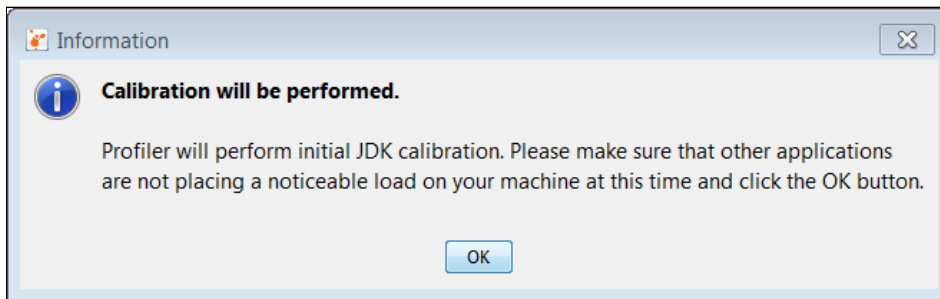 Information
Calibration will be performed.
Profiler will perform initial JDK calibration. Please make sure that other applications
are not placing a noticeable load on your machine at this time and click the OK button.
OK